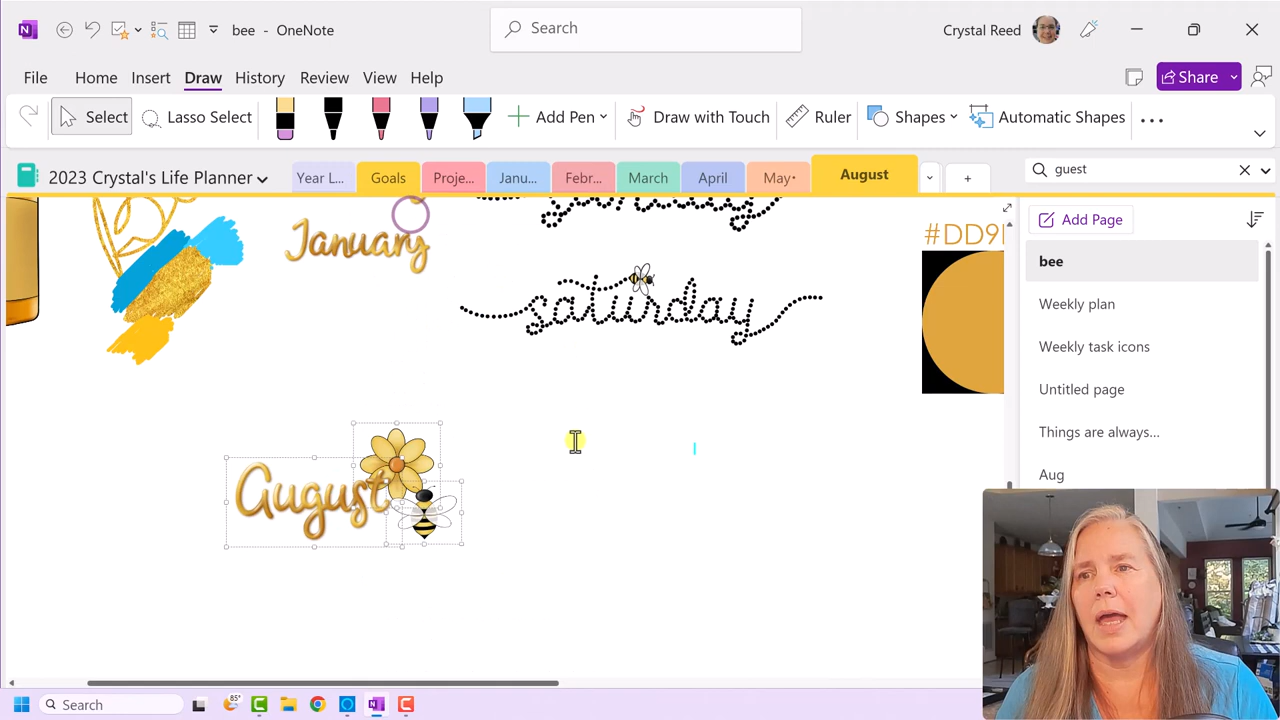 bee - OneNote
Search
Crystal Reed
File
Home
Insert
Draw
History
Review
View
Help
Share
Select
Lasso Select
Add Pen
Draw with Touch
Ruler
Shapes
Automatic Shapes
2023 Crystal's Life Planner
Year L...
Goals
Proje...
Janu...
Febr...
March
April
May
August
guest
January
#DD9
Add Page
bee
saturday
Weekly plan
Weekly task icons
Untitled page
Things are always...
Aug
August
85°
Search